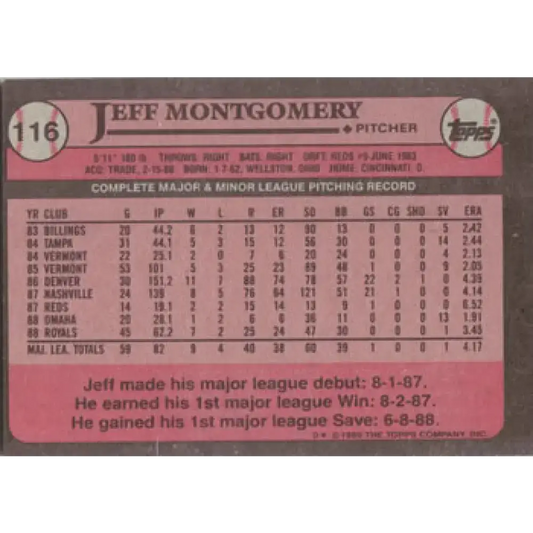 116
JEFF MONTGOMERY
PITCHER
TOPPS®
5'11" 180 lb THROWS: RIGHT BATS: RIGHT DRFT: REDS #9-JUNE 1983
ACQ: TRADE, 2-15-88 BORN: 1-7-62, WELLSTON, OHIO HOME: CINCINNATI, O.
COMPLETE MAJOR & MINOR LEAGUE PITCHING RECORD
YR CLUB G IP W L R ER SO BB GS CG SHO SV ERA
83 BILLINGS 20 44.2 6 2 13 12 90 13 0 0 0 5 2.42
84 TAMPA 31 44.1 5 3 15 12 56 30 0 0 0 14 2.44
84 VERMONT 22 25.1 2 0 7 6 20 24 0 0 0 4 2.13
85 VERMONT 53 101 5 3 25 23 89 48 1 0 0 9 2.05
86 DENVER 30 151.2 11 7 88 74 78 57 22 2 1 0 4.39
87 NASHVILLE 24 139 8 5 76 64 121 51 21 0 4.14
87 REDS 14 19.1 2 2 15 14 13 9 1 0 0 0 6.52
88 OMAHA 20 28.1 1 2 6 6 36 11 0 0 0 13 1.91
88 ROYALS 45 62.2 7 2 25 24 47 30 0 0 0 1 3.45
MAJ. LEA. TOTALS 59 82 9 4 40 38 60 39 1 0 0 1 4.17
Jeff made his major league debut: 8-1-87.
He earned his 1st major league Win: 8-2-87.
He gained his 1st major league Save: 6-8-88.
D* © 1989 THE TOPPS COMPANY, INC.